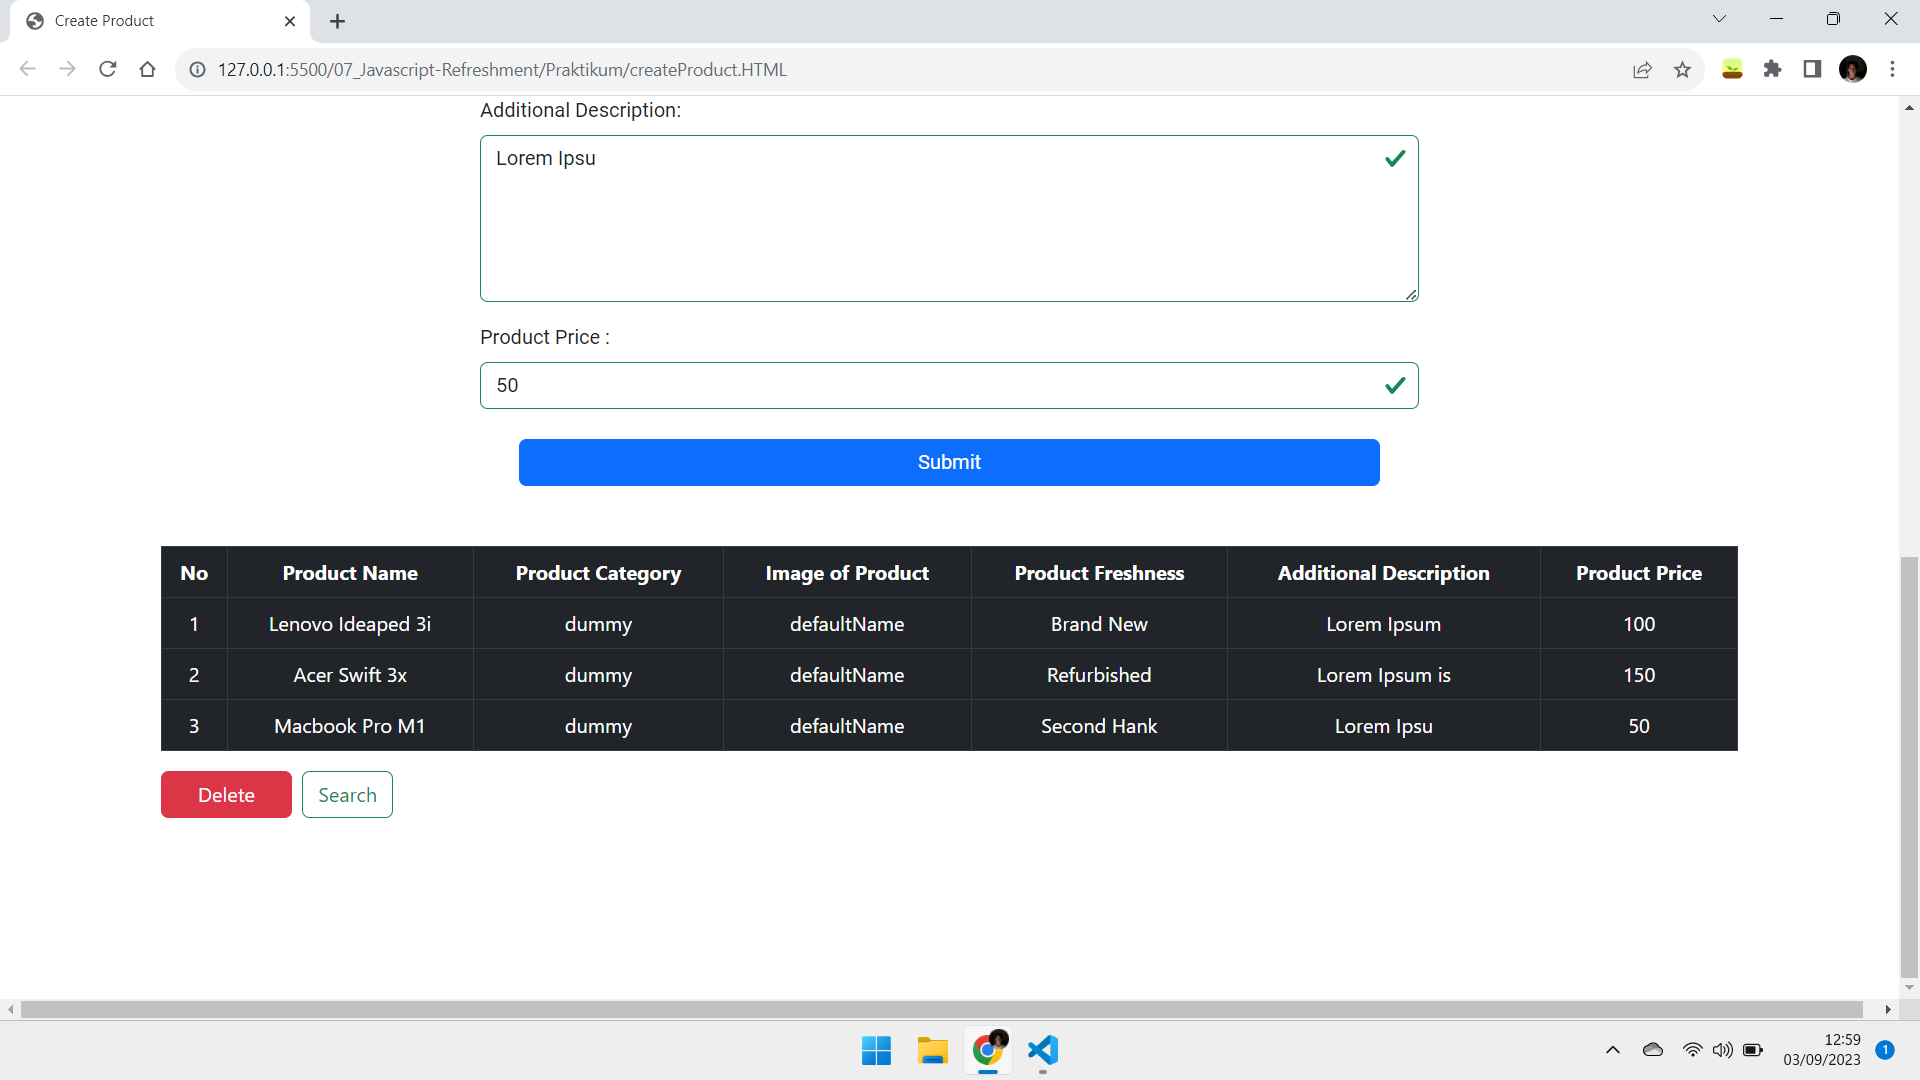 Create Product
127.0.0.1:5500/07_Javascript-Refreshment/Praktikum/createProduct.HTML
Additional Description:
Lorem Ipsu
Product Price :
50
Submit
No Product Name Product Category Image of Product Product Freshness Additional Description Product Price
1 Lenovo Ideaped 3i dummy defaultName Brand New Lorem Ipsum 100
2 Acer Swift 3x dummy defaultName Refurbished Lorem Ipsum is 150
3 Macbook Pro M1 dummy defaultName Second Hank Lorem Ipsu 50
Delete Search
12:59
03/09/2023
1